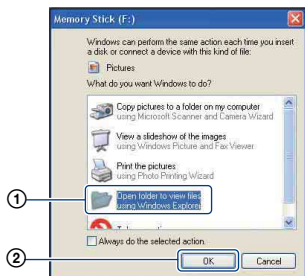 Memory Stick (F:)
Windows can perform the same action each time you insert
a disk or connect a device with this kind of file:
Pictures
What do you want Windows to do?
Copy pictures to a folder on my computer
using Microsoft Scanner and Camera Wizard
View a slideshow of the images
using Windows Picture and Fax Viewer
Print the pictures
using Photo Printing Wizard
1
Open folder to view files
using Windows Explorer
Always do the selected action.
2
OK
Cancel